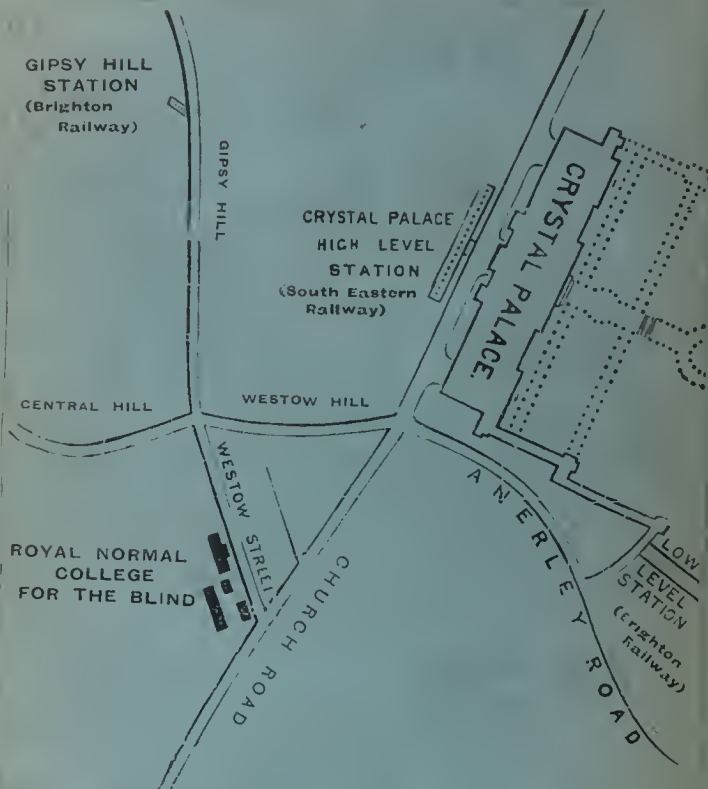 GIPSY HILL
STATION
(Brighton
Railway)
GIPSY HILL
CRYSTAL PALACE
HIGH LEVEL
STATION
(South Eastern
Railway)
CRYSTAL PALACE.
CENTRAL HILL
WESTOW HILL
WESTOW STREET
ANERLEY ROAD
ROYAL NORMAL
COLLEGE
FOR THE BLIND
CHURCH ROAD
LOW
LEVEL
STATION
(Brighton
Railway)